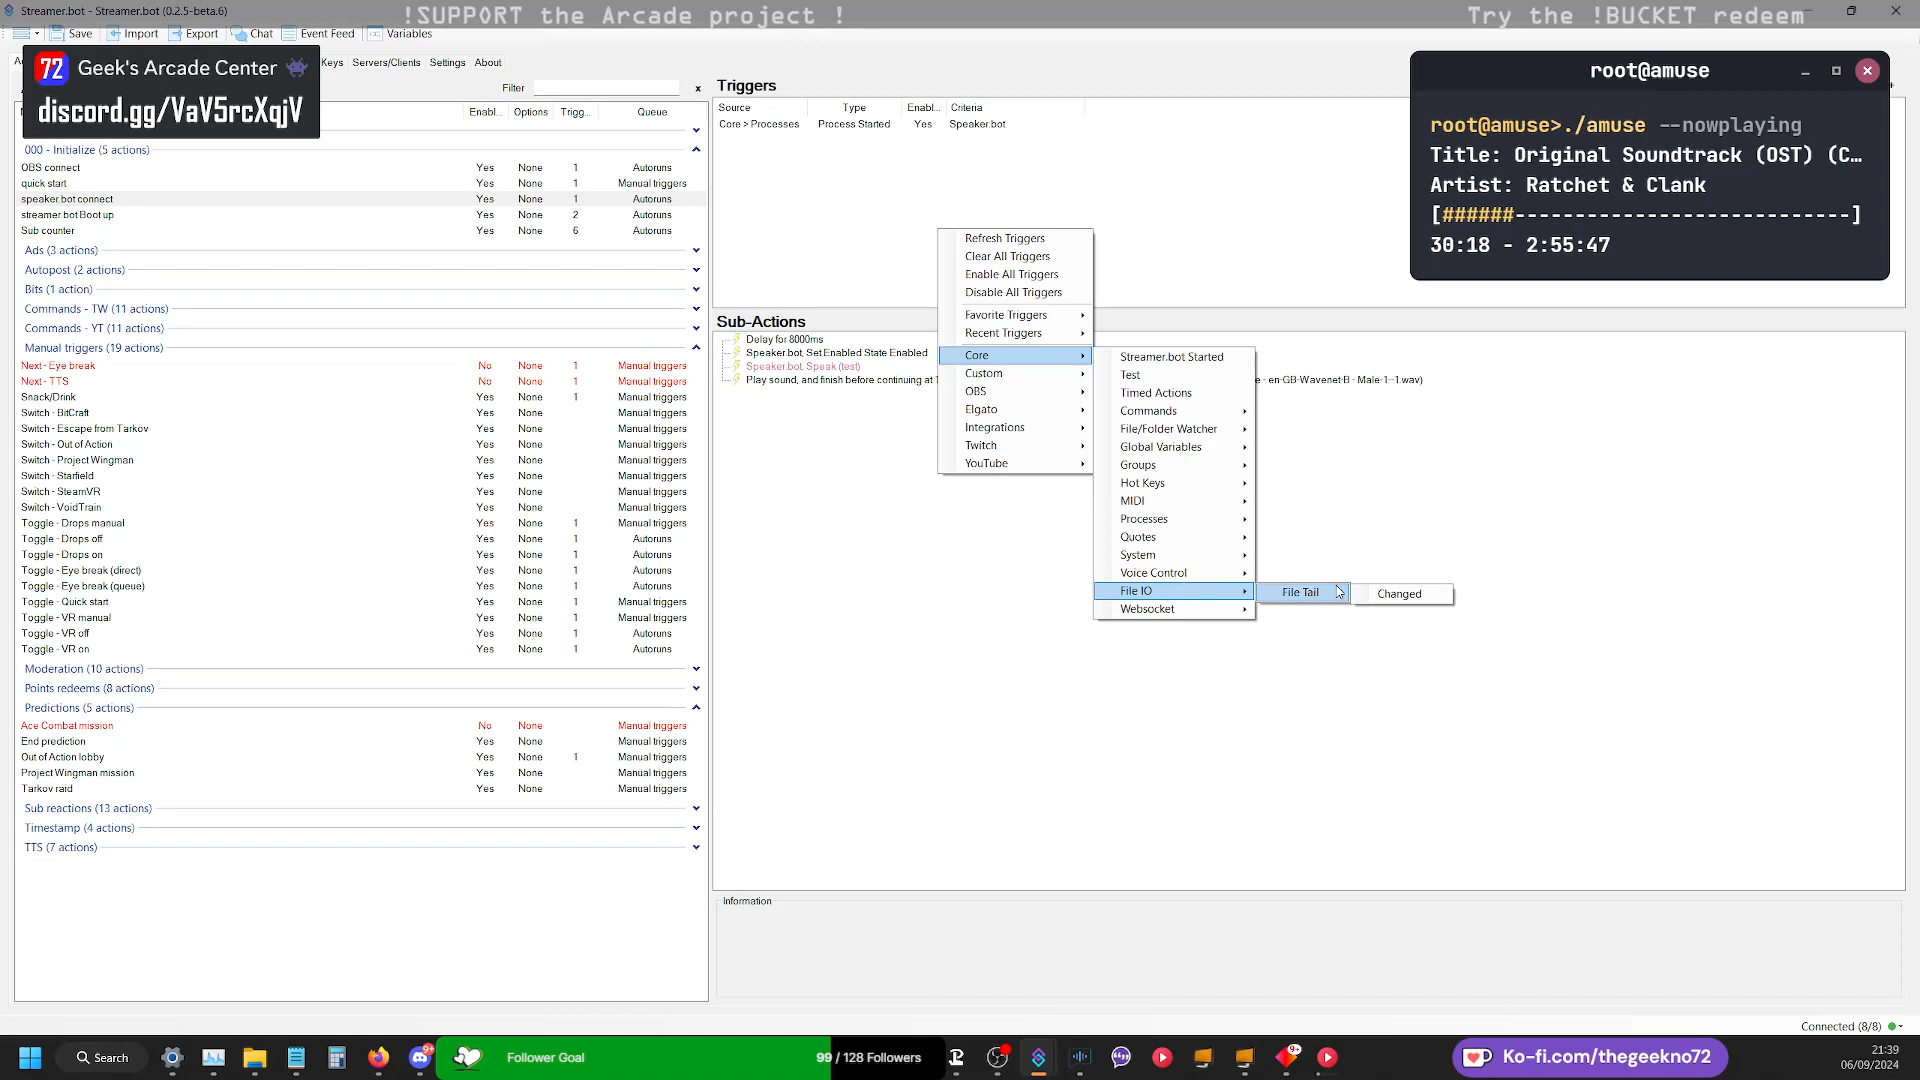 Streamer.bot - Streamer.bot (0.2.5-beta.6)
!SUPPORT the Arcade project !
Try the !BUCKET redeem
Save
Import
Export
Chat
Event Feed
Variables
Keys
Servers/Clients
Settings
About
72 Geek's Arcade Center
discord.gg/VaV5rcXqjV
Filter
x
Enabl...
Options
Trigg...
Queue
000 - Initialize (5 actions)
OBS connect Yes None 1 Autoruns
quick start Yes None 1 Manual triggers
speaker.bot connect Yes None 1 Autoruns
streamer.bot Boot up Yes None 2 Autoruns
Sub counter Yes None 6 Autoruns
Ads (3 actions)
Autopost (2 actions)
Bits (1 action)
Commands - TW (11 actions)
Commands - YT (11 actions)
Manual triggers (19 actions)
Next - Eye break No None 1 Manual triggers
Next - TTS No None 1 Manual triggers
Snack/Drink Yes None 1 Manual triggers
Switch - BitCraft Yes None Manual triggers
Switch - Escape from Tarkov Yes None Manual triggers
Switch - Out of Action Yes None Manual triggers
Switch - Project Wingman Yes None Manual triggers
Switch - Starfield Yes None Manual triggers
Switch - SteamVR Yes None Manual triggers
Switch - VoidTrain Yes None Manual triggers
Toggle - Drops manual Yes None 1 Manual triggers
Toggle - Drops off Yes None 1 Autoruns
Toggle - Drops on Yes None 1 Autoruns
Toggle - Eye break (direct) Yes None 1 Autoruns
Toggle - Eye break (queue) Yes None 1 Autoruns
Toggle - Quick start Yes None 1 Manual triggers
Toggle - VR manual Yes None 1 Manual triggers
Toggle - VR off Yes None 1 Autoruns
Toggle - VR on Yes None 1 Autoruns
Moderation (10 actions)
Points redeems (8 actions)
Predictions (5 actions)
Ace Combat mission No None Manual triggers
End prediction Yes None Manual triggers
Out of Action lobby Yes None 1 Manual triggers
Project Wingman mission Yes None Manual triggers
Tarkov raid Yes None Manual triggers
Sub reactions (13 actions)
Timestamp (4 actions)
TTS (7 actions)
Triggers
Source Type Enabl... Criteria
Core > Processes Process Started Yes Speaker.bot
Sub-Actions
Delay for 8000ms
Speaker.bot, Set Enabled State Enabled
Speaker.bot, Speak (test)
Play sound, and finish before continuing at
- en-GB-Wavenet-B - Male-1--1.wav)
Refresh Triggers
Clear All Triggers
Enable All Triggers
Disable All Triggers
Favorite Triggers
Recent Triggers
Core
Custom
OBS
Elgato
Integrations
Twitch
YouTube
Streamer.bot Started
Test
Timed Actions
Commands
File/Folder Watcher
Global Variables
Groups
Hot Keys
MIDI
Processes
Quotes
System
Voice Control
File IO
Websocket
File Tail
Changed
root@amuse
root@amuse>./amuse --nowplaying
Title: Original Soundtrack (OST) (C…
Artist: Ratchet & Clank
[######----------------------------]
30:18 - 2:55:47
Information
Connected (8/8)
Search
9+
Follower Goal
99 / 128 Followers
9+
Ko-fi.com/thegeekno72
21:39
06/09/2024